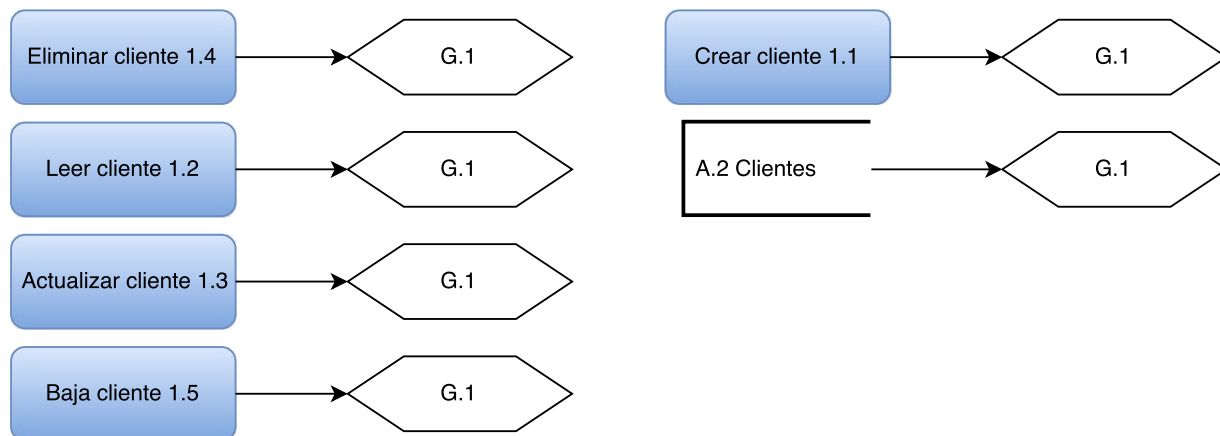 Eliminar cliente 1.4
G.1
Crear cliente 1.1
G.1
Leer cliente 1.2
G.1
A.2 Clientes
G.1
Actualizar cliente 1.3
G.1
Baja cliente 1.5
G.1